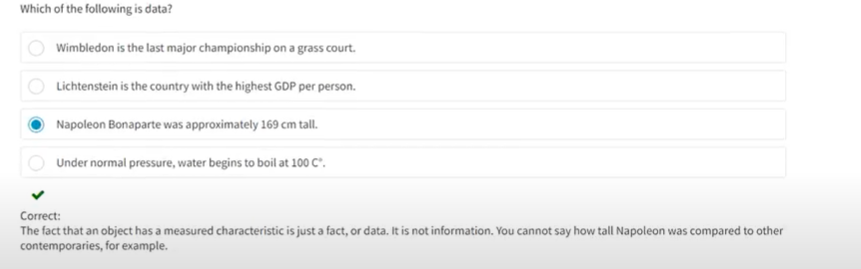 Which of the following is data?
Wimbledon is the last major championship on a grass court.
Lichtenstein is the country with the highest GDP per person.
Napoleon Bonaparte was approximately 169 cm tall.
Under normal pressure, water begins to boil at 100 C°.
Correct:
The fact that an object has a measured characteristic is just a fact, or data. It is not information. You cannot say how tall Napoleon was compared to other
contemporaries, for example.